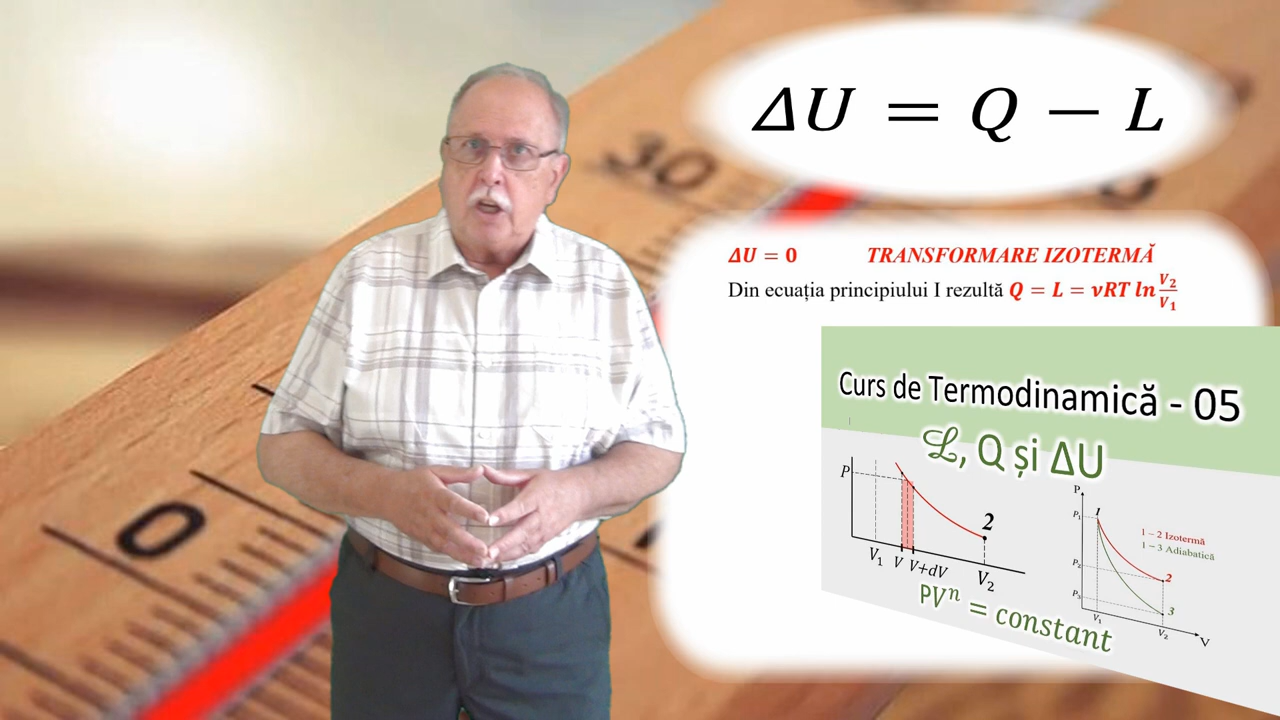 ΔU = Q − L
30
0
ΔU = 0 TRANSFORMARE IZOTERMĂ
Din ecuația principiului I rezultă Q = L = νRT ln V₂/V₁
Curs de Termodinamică - 05
ℒ, Q și ΔU
P
V₁ V V+dV V₂
2
P
P₁
P₂
P₃
1
2
3
1 – 2 Izotermă
1 – 3 Adiabatică
V₁ V₂ V
PVⁿ = constant
0